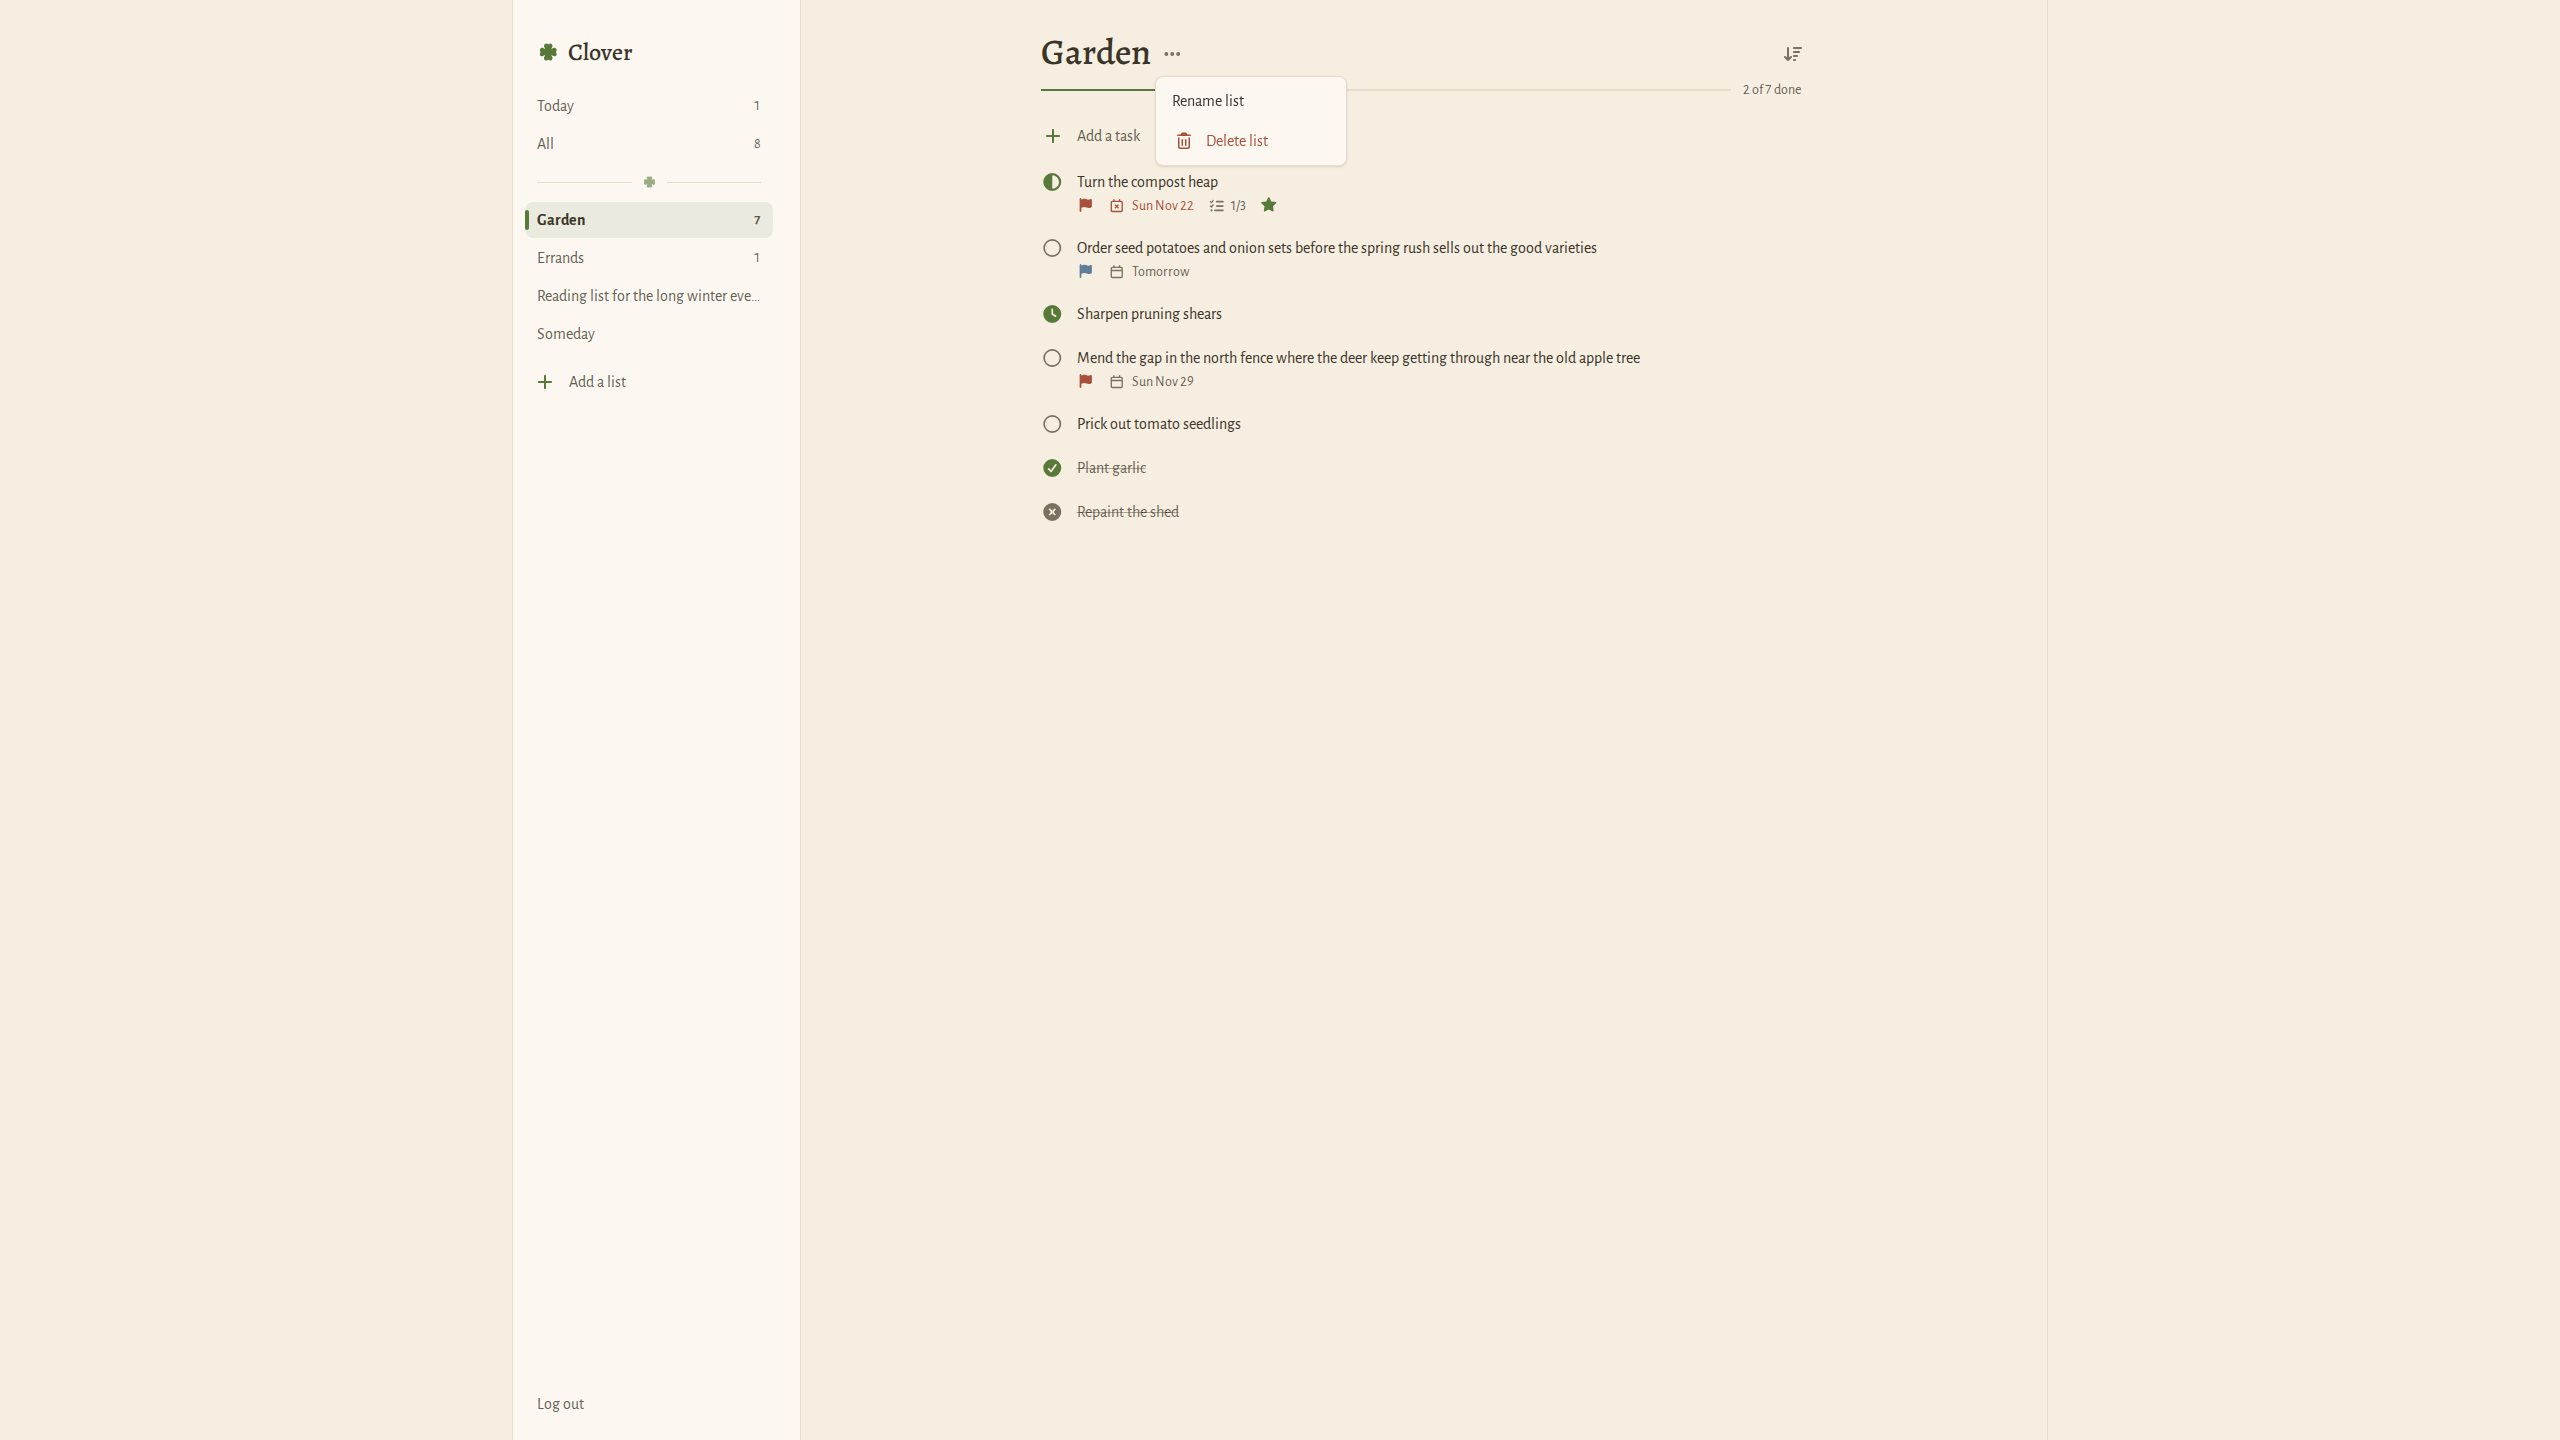 Clover
Today 1
All 8
Garden 7
Errands 1
Reading list for the long winter eve...
Someday
Add a list
Log out
Garden
2 of 7 done
Rename list
Delete list
Add a task
Turn the compost heap
Sun Nov 22 1/3
Order seed potatoes and onion sets before the spring rush sells out the good varieties
Tomorrow
Sharpen pruning shears
Mend the gap in the north fence where the deer keep getting through near the old apple tree
Sun Nov 29
Prick out tomato seedlings
Plant garlic
Repaint the shed